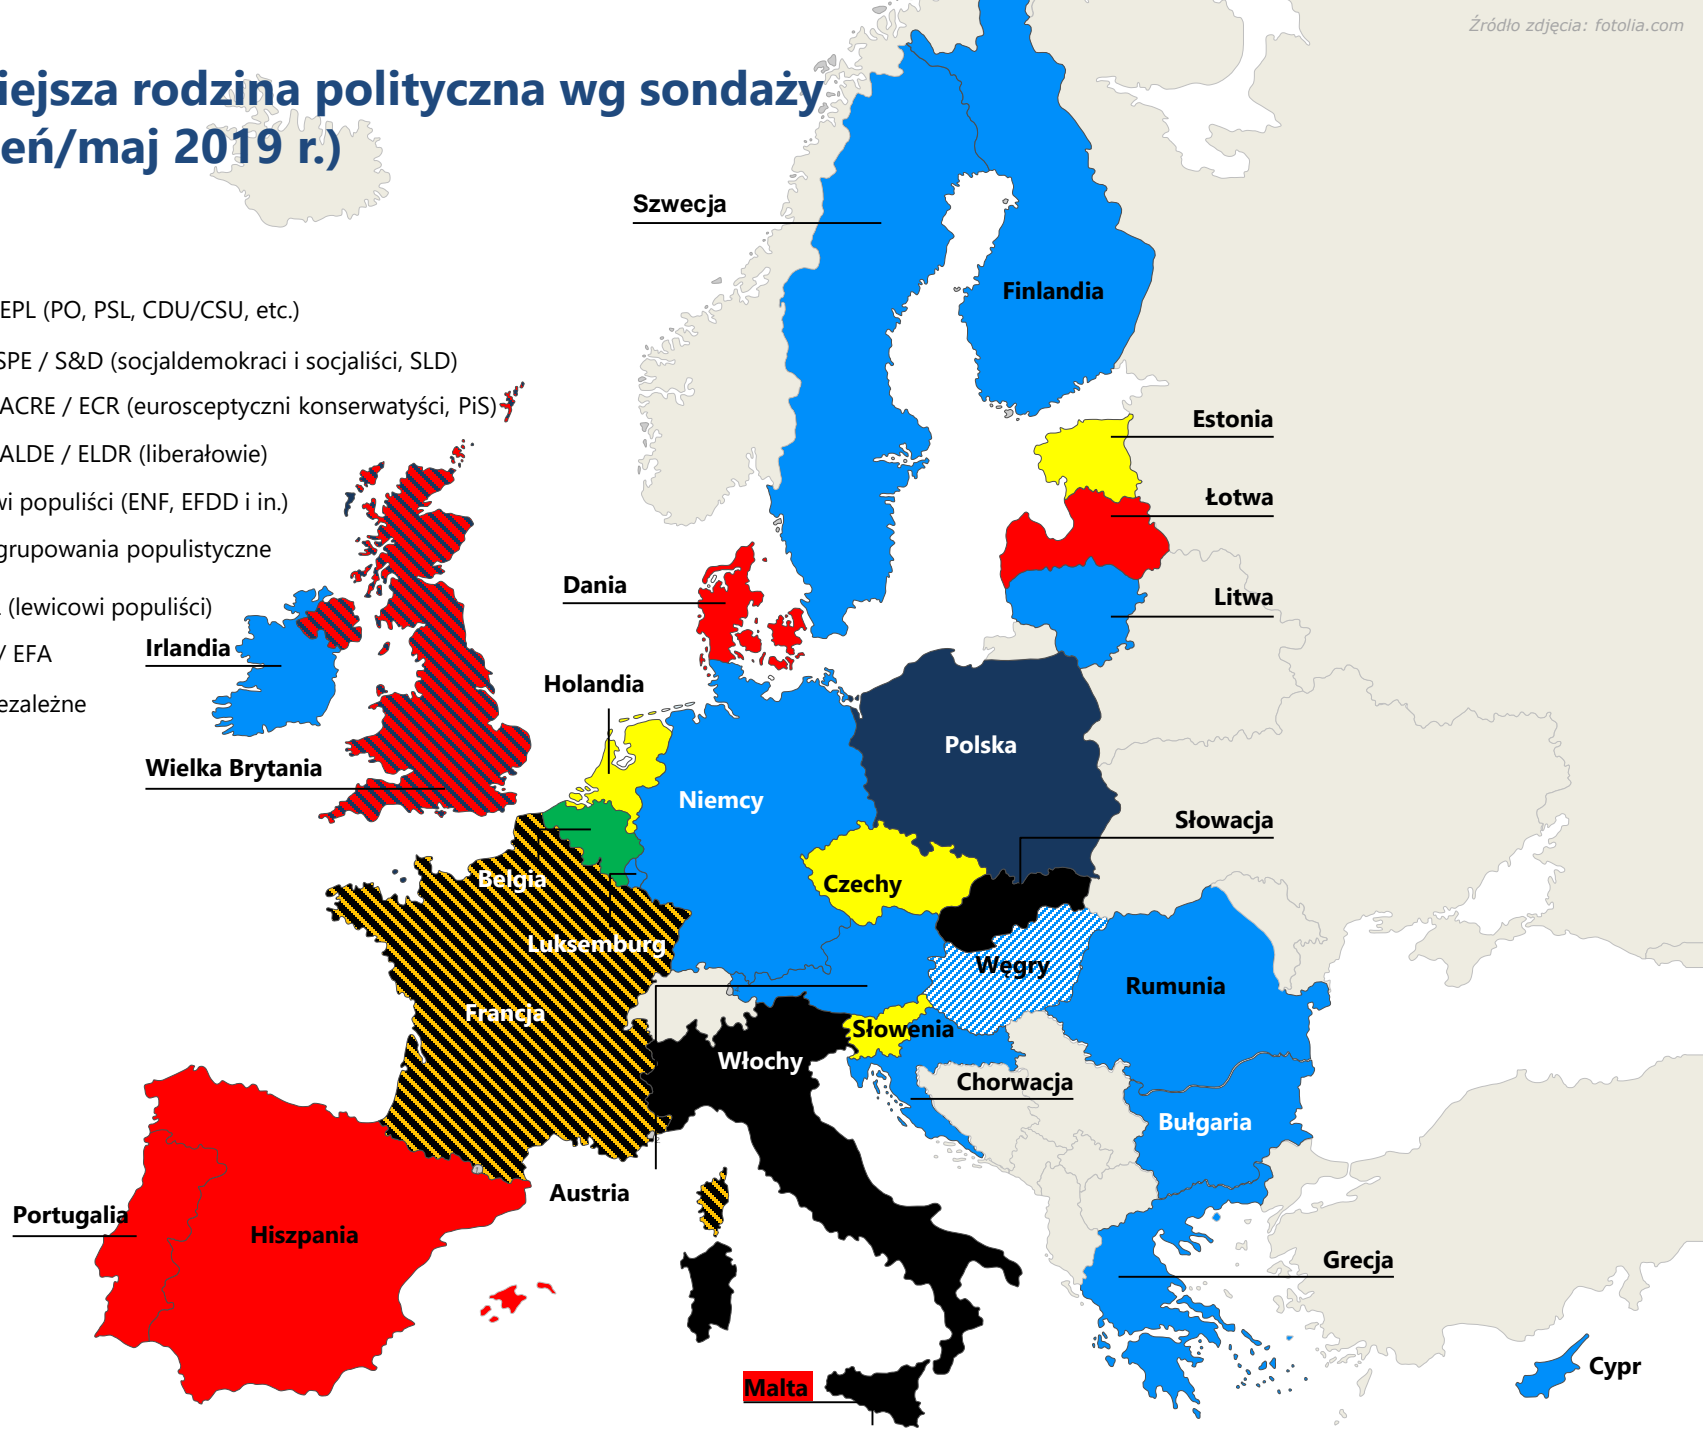 Źródło zdjęcia: fotolia.com
iejsza rodzina polityczna wg sondaży
eń/maj 2019 r.)
Szwecja
Finlandia
EPL (PO, PSL, CDU/CSU, etc.)
SPE / S&D (socjaldemokraci i socjaliści, SLD)
ACRE / ECR (eurosceptyczni konserwatyści, PiS)
Estonia
ALDE / ELDR (liberałowie)
wi populiści (ENF, EFDD i in.)
Łotwa
grupowania populistyczne
Dania
Litwa
(lewicowi populiści)
Irlandia
/ EFA
Holandia
ezależne
Polska
Wielka Brytania
Niemcy
Słowacja
Belgia
Czechy
Luksemburg
Węgry
Rumunia
Francja
Słowenia
Włochy
Chorwacja
Bułgaria
Austria
Portugalia
Hiszpania
Grecja
Cypr
Malta